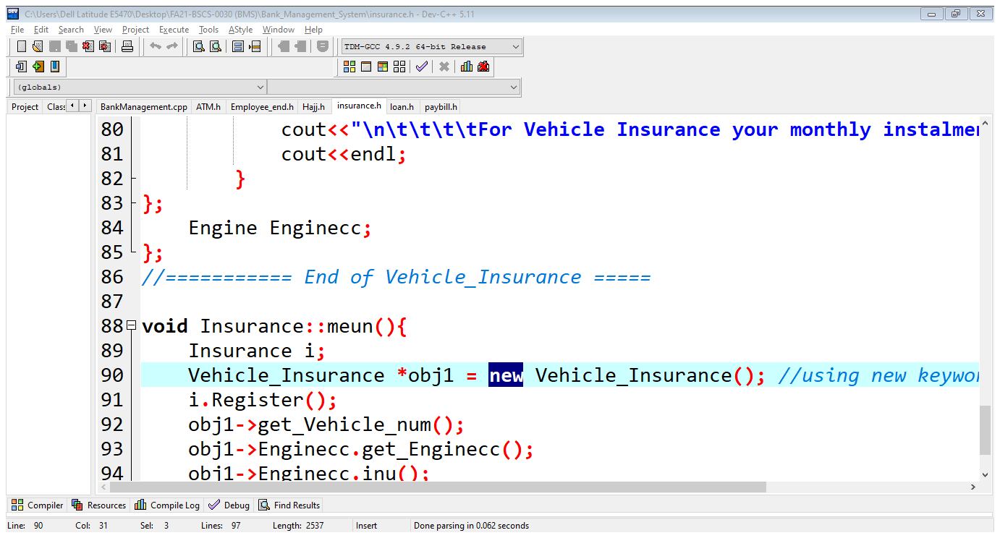 C:\Users\Dell Latitude E5470\Desktop\FA21-BSCS-0030 (BMS)\Bank_Management_System\insurance.h - Dev-C++ 5.11
File Edit Search View Project Execute Tools AStyle Window Help
TDM-GCC 4.9.2 64-bit Release
(globals)
Project Clas BankManagement.cpp ATM.h Employee_end.h Hajj.h insurance.h loan.h paybill.h
80 cout<<"\n\t\t\t\tFor Vehicle Insurance your monthly instalme
81 cout<<endl;
82 }
83 };
84 Engine Enginecc;
85 };
86 //=========== End of Vehicle_Insurance =====
87
88 void Insurance::meun(){
89 Insurance i;
90 Vehicle_Insurance *obj1 = new Vehicle_Insurance(); //using new keywor
91 i.Register();
92 obj1->get_Vehicle_num();
93 obj1->Enginecc.get_Enginecc();
94 obj1->Enginecc.inu();
Compiler Resources Compile Log Debug Find Results
Line: 90 Col: 31 Sel: 3 Lines: 97 Length: 2537 Insert Done parsing in 0.062 seconds